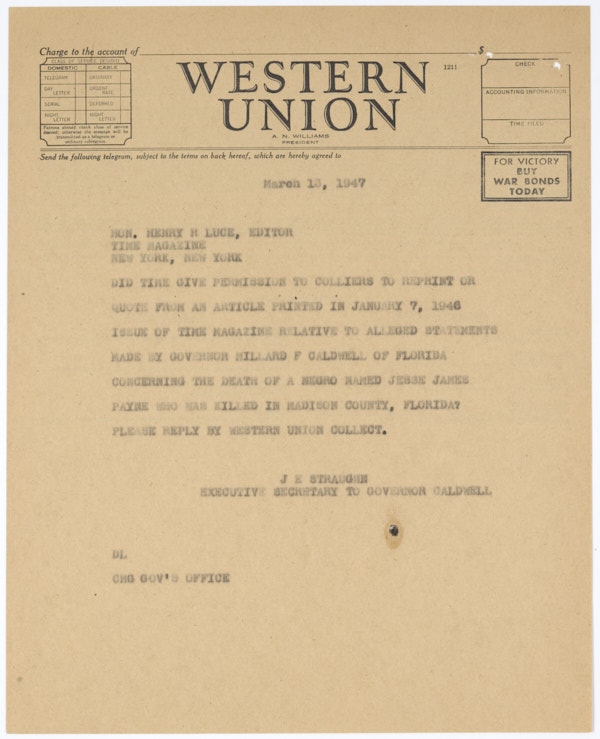 Charge to the account of
$
CLASS OF SERVICE DESIRED
DOMESTIC CABLE
TELEGRAM ORDINARY
DAY LETTER URGENT RATE
SERIAL DEFERRED
NIGHT LETTER NIGHT LETTER
Patrons should check class of service
desired; otherwise the message will be
transmitted as a telegram or
ordinary cablegram.
WESTERN
UNION
1211
A. N. WILLIAMS
PRESIDENT
CHECK
ACCOUNTING INFORMATION
TIME FILED
Send the following telegram, subject to the terms on back hereof, which are hereby agreed to
FOR VICTORY
BUY
WAR BONDS
TODAY
March 13, 1947
HON. HENRY R LUCE, EDITOR
TIME MAGAZINE
NEW YORK, NEW YORK
DID TIME GIVE PERMISSION TO COLLIERS TO REPRINT OR
QUOTE FROM AN ARTICLE PRINTED IN JANUARY 7, 1946
ISSUE OF TIME MAGAZINE RELATIVE TO ALLEGED STATEMENTS
MADE BY GOVERNOR MILLARD F CALDWELL OF FLORIDA
CONCERNING THE DEATH OF A NEGRO NAMED JESSE JAMES
PAYNE WHO WAS KILLED IN MADISON COUNTY, FLORIDA?
PLEASE REPLY BY WESTERN UNION COLLECT.
J E STRAUGHN
EXECUTIVE SECRETARY TO GOVERNOR CALDWELL
DL
CHG GOV'S OFFICE